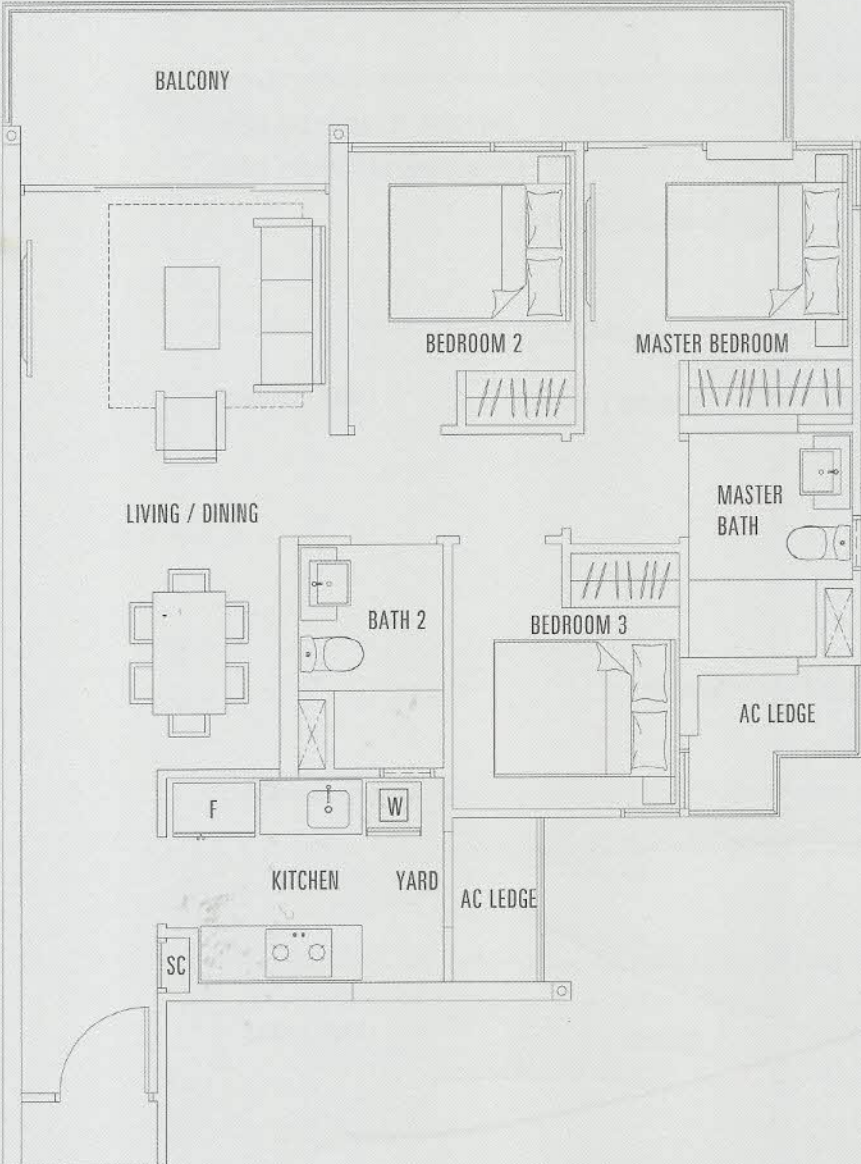 BALCONY
BEDROOM 2
MASTER BEDROOM
LIVING / DINING
MASTER
BATH
BATH 2
BEDROOM 3
AC LEDGE
F
W
KITCHEN
YARD
AC LEDGE
SC